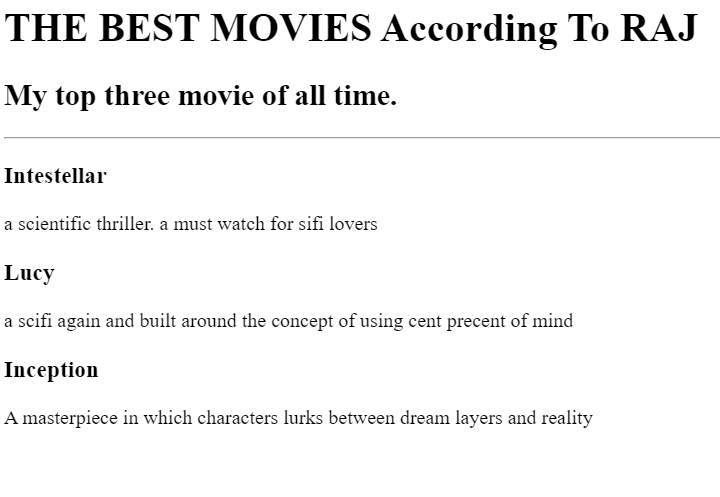 THE BEST MOVIES According To RAJ
My top three movie of all time.
Intestellar
a scientific thriller. a must watch for sifi lovers
Lucy
a scifi again and built around the concept of using cent precent of mind
Inception
A masterpiece in which characters lurks between dream layers and reality